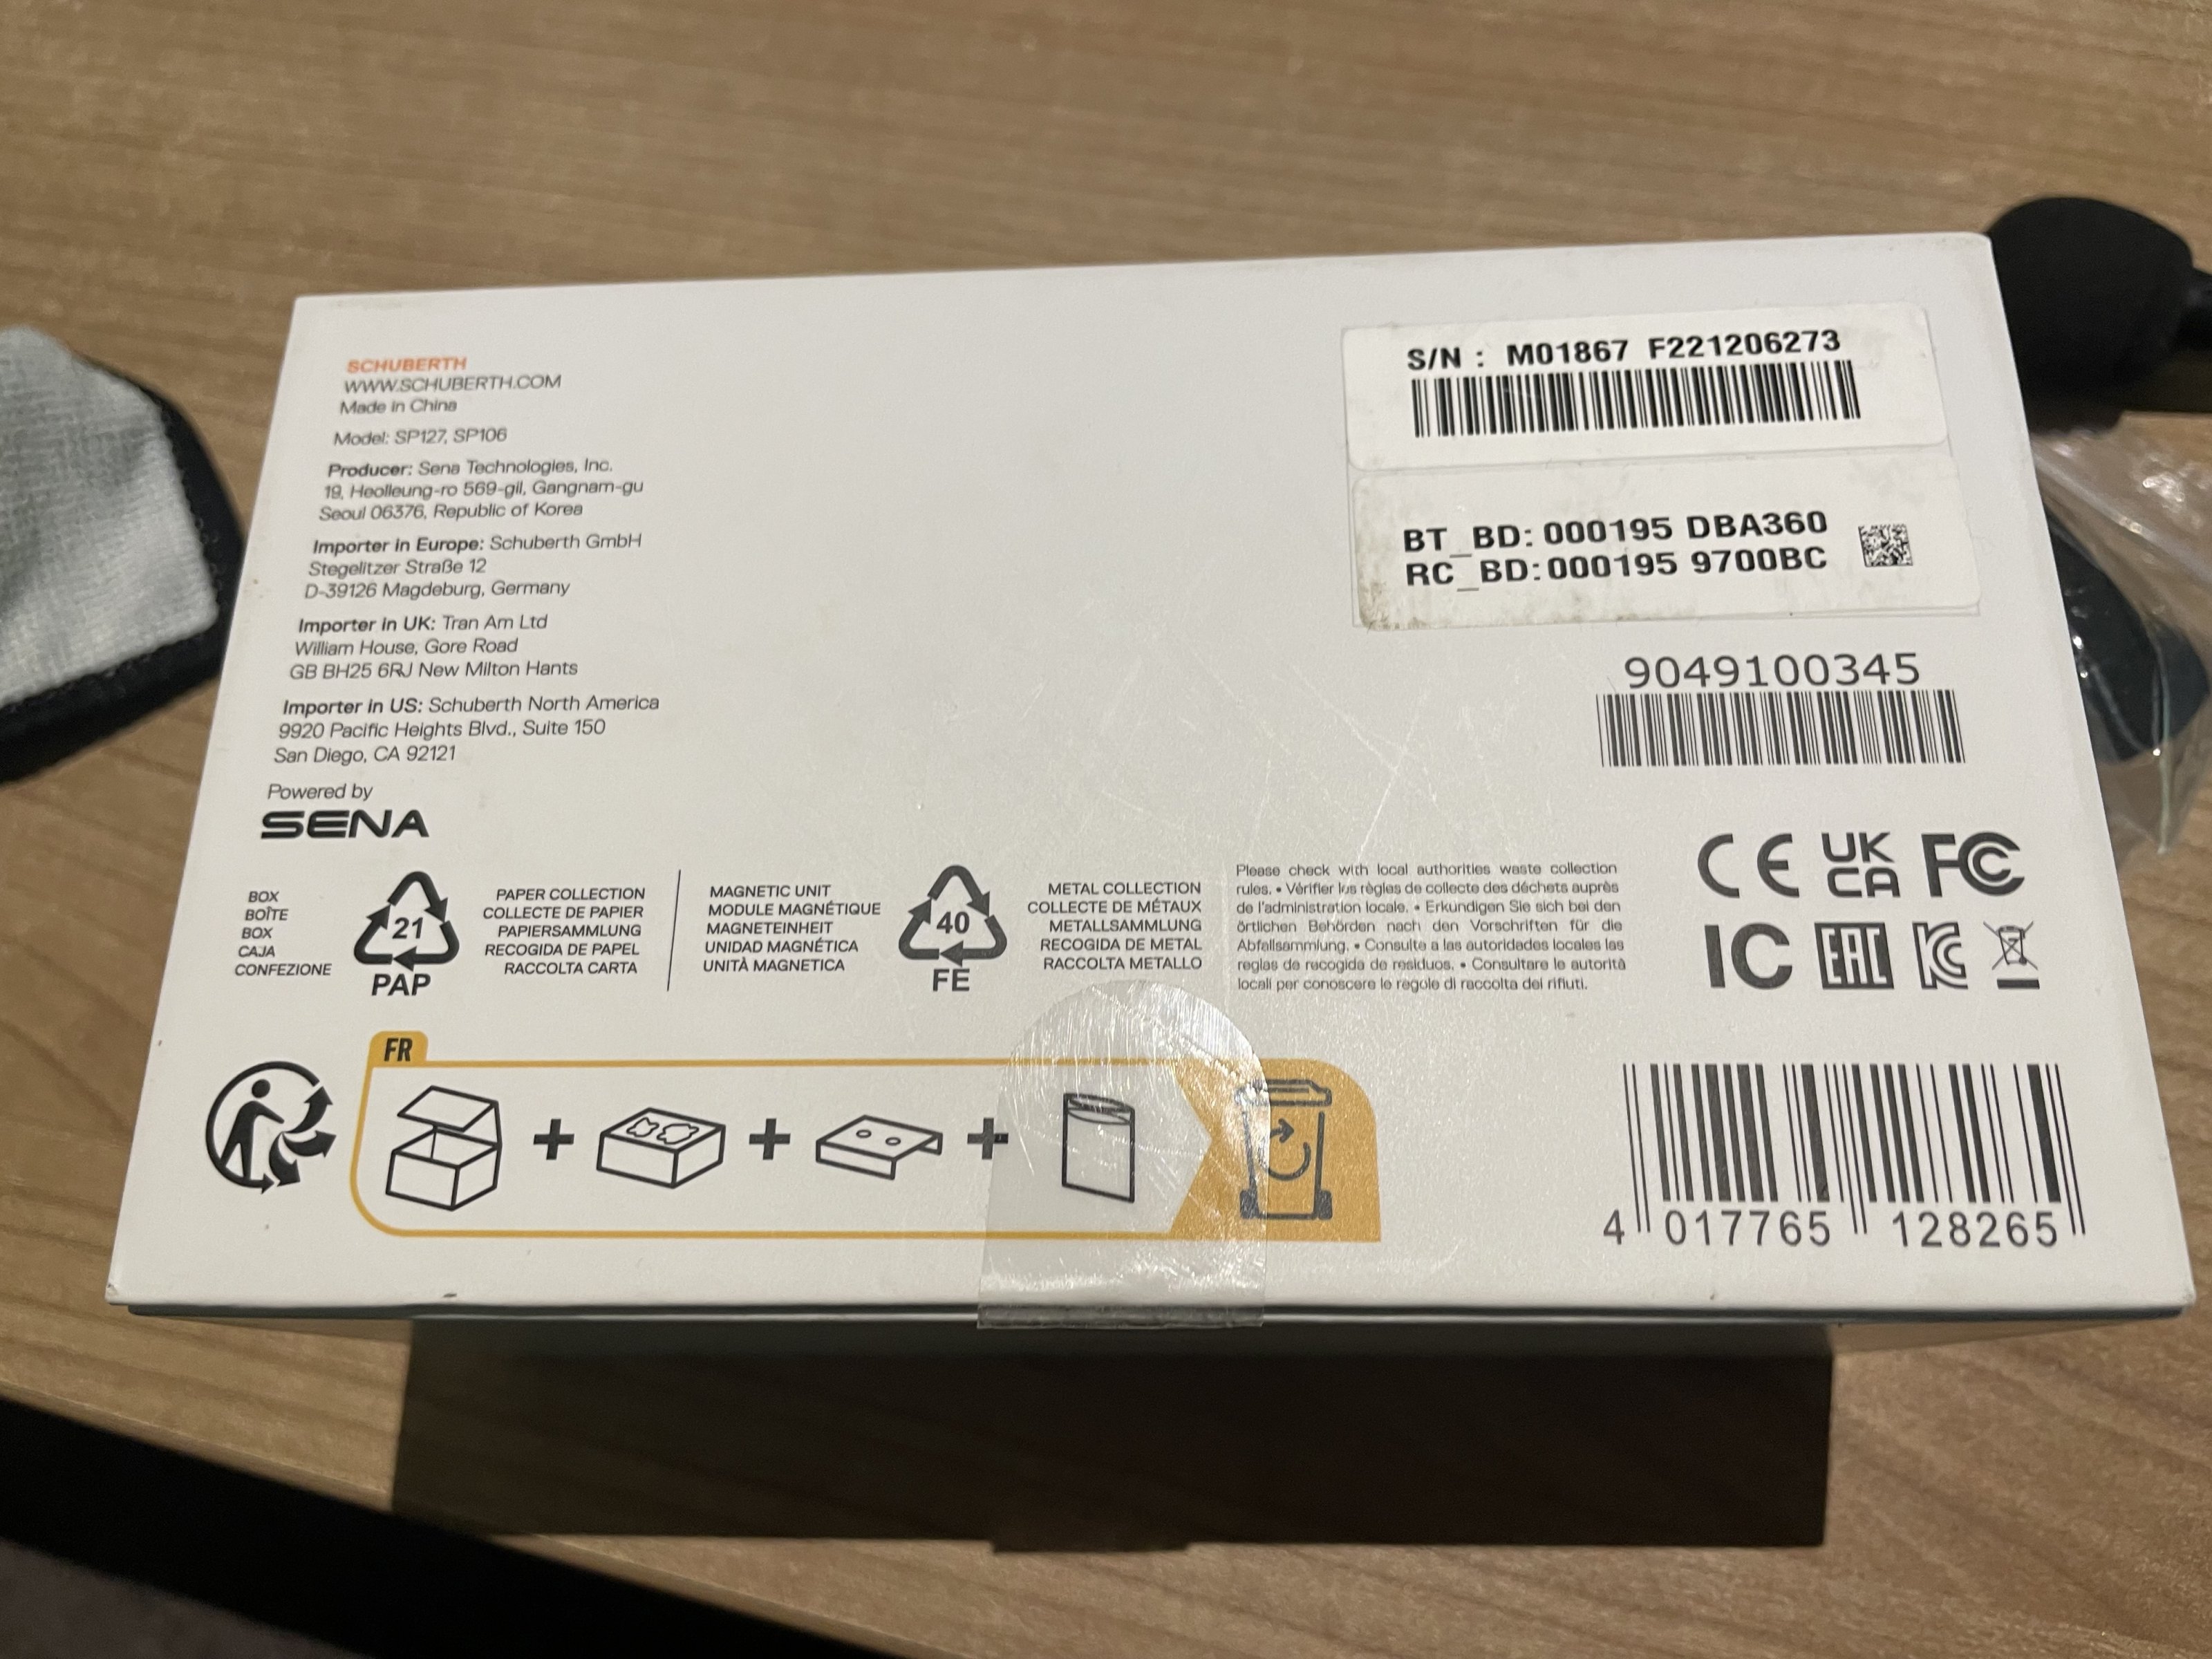 SCHUBERTH
WWW.SCHUBERTH.COM
Made in China
Model: SP127, SP106
Producer: Sena Technologies, Inc.
19, Heolleung-ro 569-gil, Gangnam-gu
Seoul 06376, Republic of Korea
Importer in Europe: Schuberth GmbH
Stegelitzer Straße 12
D-39126 Magdeburg, Germany
Importer in UK: Tran Am Ltd
William House, Gore Road
GB BH25 6RJ New Milton Hants
Importer in US: Schuberth North America
9920 Pacific Heights Blvd., Suite 150
San Diego, CA 92121
Powered by
SENA
S/N : M01867 F221206273
BT_BD: 000195 DBA360
RC_BD: 000195 9700BC
9049100345
BOX
BOÎTE
BOX
CAJA
CONFEZIONE
21
PAP
PAPER COLLECTION
COLLECTE DE PAPIER
PAPIERSAMMLUNG
RECOGIDA DE PAPEL
RACCOLTA CARTA
MAGNETIC UNIT
MODULE MAGNÉTIQUE
MAGNETEINHEIT
UNIDAD MAGNÉTICA
UNITÀ MAGNETICA
40
FE
METAL COLLECTION
COLLECTE DE MÉTAUX
METALLSAMMLUNG
RECOGIDA DE METAL
RACCOLTA METALLO
Please check with local authorities waste collection
rules. • Vérifier les règles de collecte des déchets auprès
de l'administration locale. • Erkundigen Sie sich bei den
örtlichen Behörden nach den Vorschriften für die
Abfallsammlung. • Consulte a las autoridades locales las
reglas de recogida de residuos. • Consultare le autorità
locali per conoscere le regole di raccolta dei rifiuti.
CE UK CA FC
IC EAC KC
FR
4 017765 128265